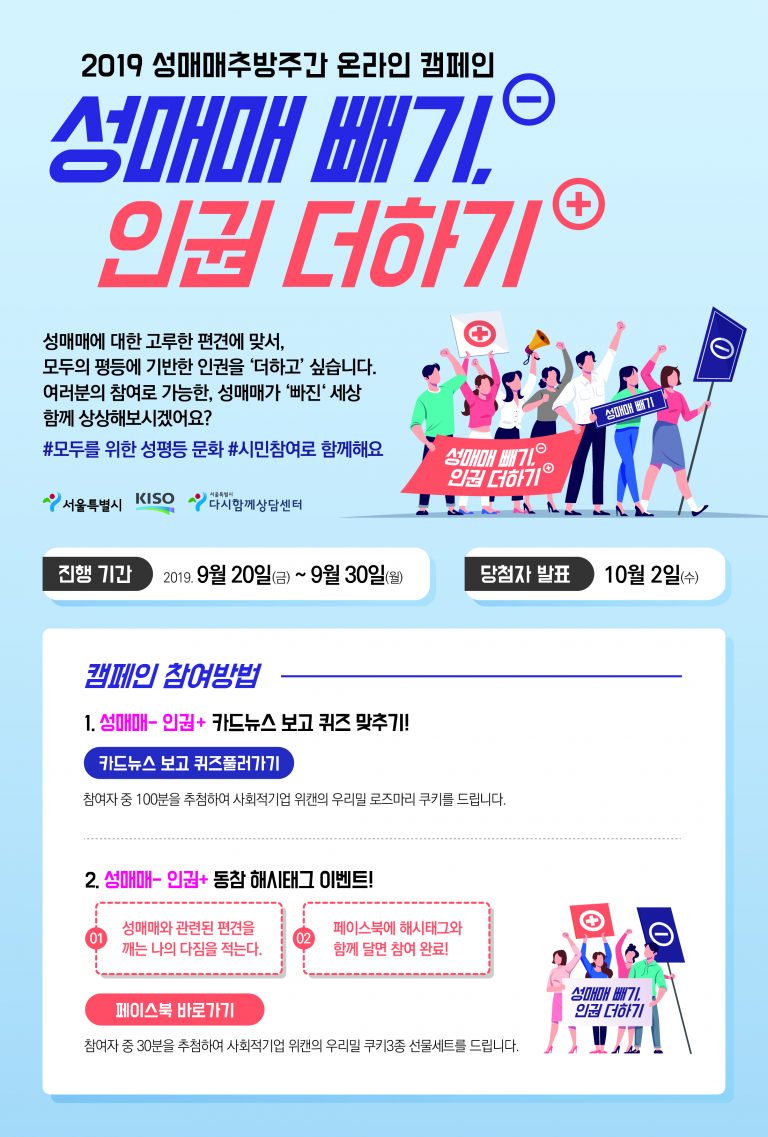 2019 성매매추방주간 온라인 캠페인
성매매 빼기,
인권 더하기
성매매에 대한 고루한 편견에 맞서,
모두의 평등에 기반한 인권을 ‘더하고’ 싶습니다.
여러분의 참여로 가능한, 성매매가 ‘빠진‘ 세상
함께 상상해보시겠어요?
#모두를 위한 성평등 문화 #시민참여로 함께해요
서울특별시 KISO 서울특별시 다시함께상담센터
성매매 빼기
성매매 빼기,
인권 더하기
진행 기간 2019. 9월 20일(금) ~ 9월 30일(월)
당첨자 발표 10월 2일(수)
캠페인 참여방법
1. 성매매- 인권+ 카드뉴스 보고 퀴즈 맞추기!
카드뉴스 보고 퀴즈풀러가기
참여자 중 100분을 추첨하여 사회적기업 위캔의 우리밀 로즈마리 쿠키를 드립니다.
2. 성매매- 인권+ 동참 해시태그 이벤트!
01 성매매와 관련된 편견을
깨는 나의 다짐을 적는다.
02 페이스북에 해시태그와
함께 달면 참여 완료!
페이스북 바로가기
참여자 중 30분을 추첨하여 사회적기업 위캔의 우리밀 쿠키3종 선물세트를 드립니다.
성매매 빼기,
인권 더하기